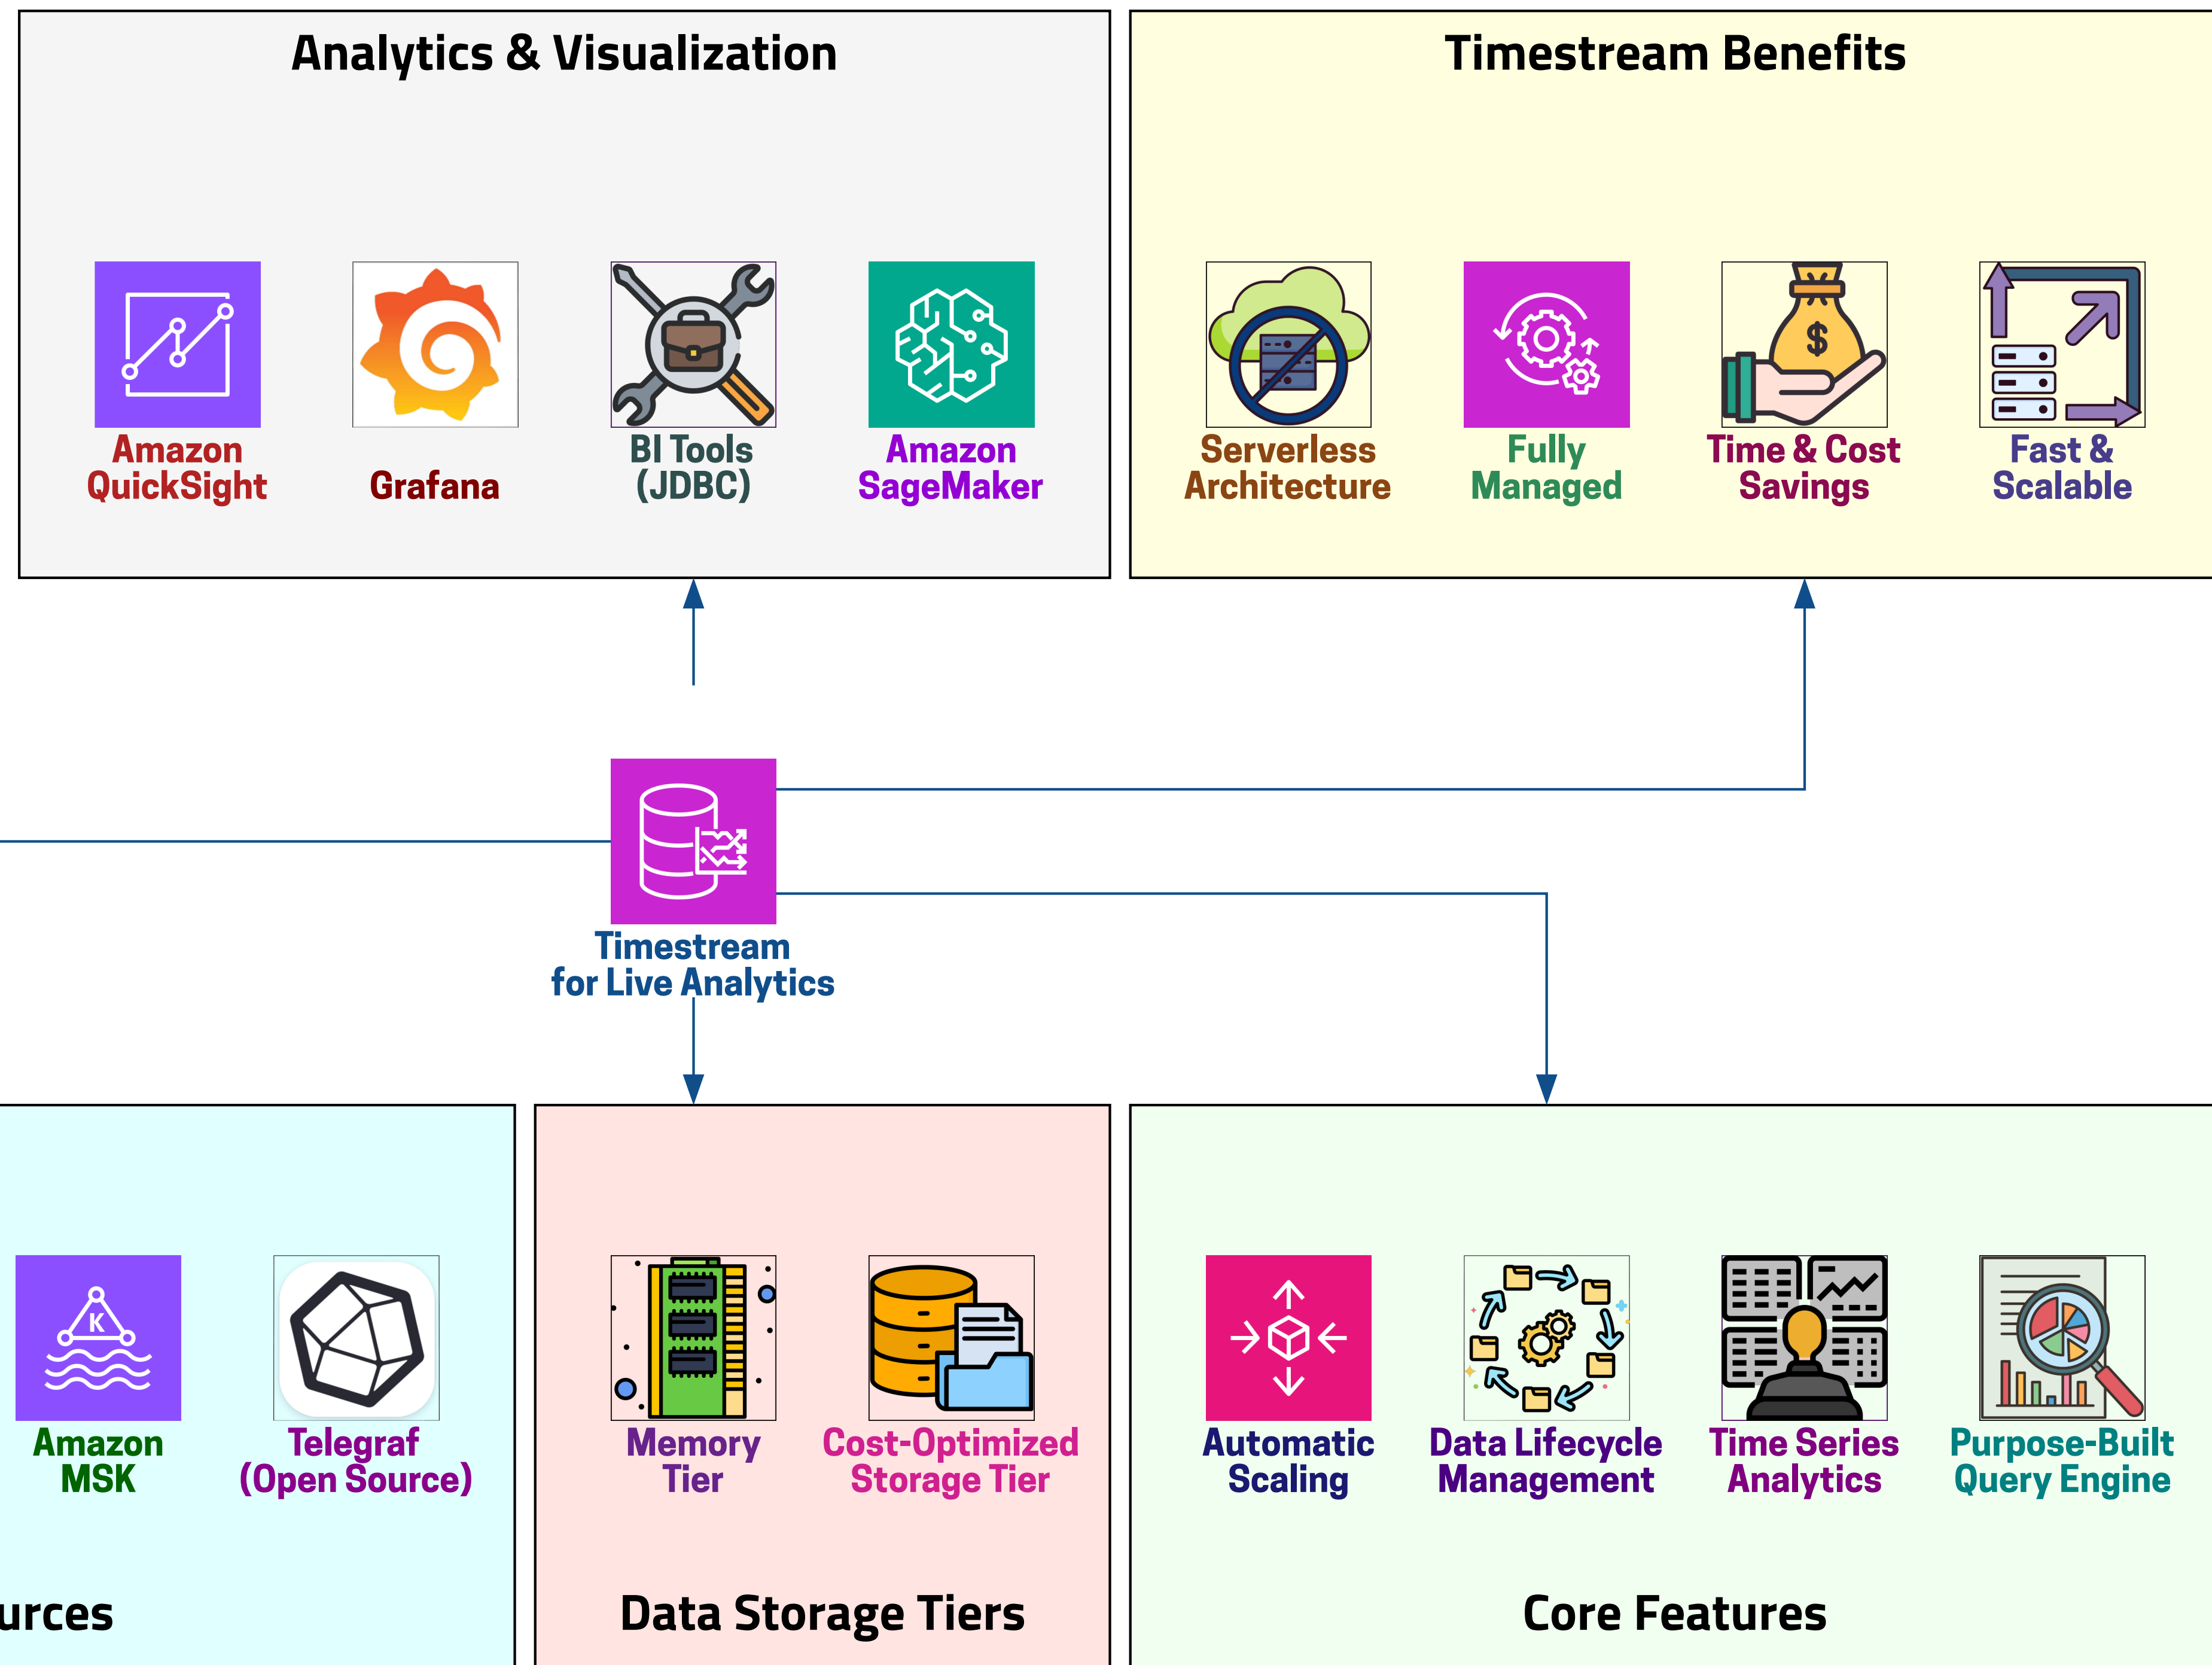 Analytics & Visualization
Amazon
QuickSight
Grafana
BI Tools
(JDBC)
Amazon
SageMaker
Timestream Benefits
Serverless
Architecture
Fully
Managed
$
Time & Cost
Savings
Fast &
Scalable
Timestream
for Live Analytics
K
Amazon
MSK
Telegraf
(Open Source)
urces
Memory
Tier
Cost-Optimized
Storage Tier
Data Storage Tiers
Automatic
Scaling
Data Lifecycle
Management
Time Series
Analytics
Purpose-Built
Query Engine
Core Features